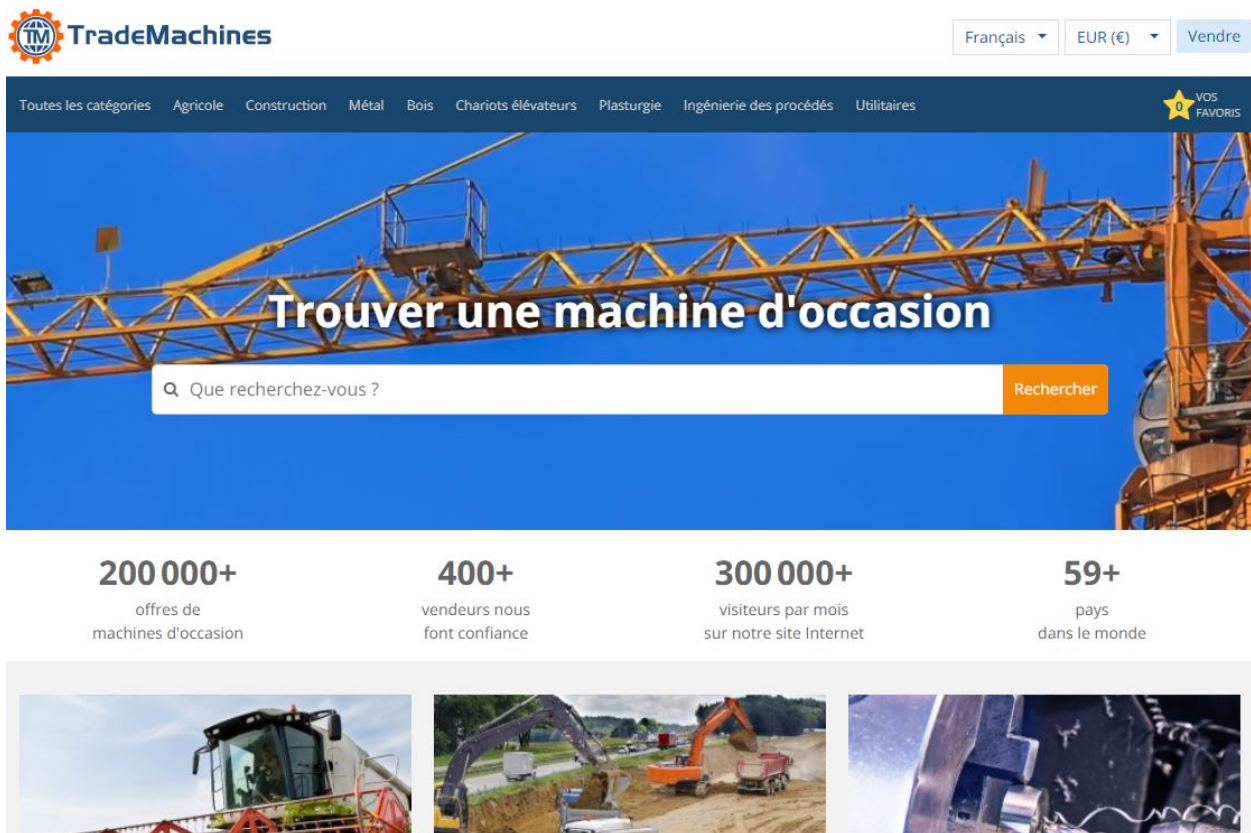 TM TradeMachines
Français
EUR (€)
Vendre
Toutes les catégories Agricole Construction Métal Bois Chariots élévateurs Plasturgie Ingénierie des procédés Utilitaires
0 VOS
FAVORIS
Trouver une machine d'occasion
Que recherchez-vous ?
Rechercher
200 000+
offres de
machines d'occasion
400+
vendeurs nous
font confiance
300 000+
visiteurs par mois
sur notre site Internet
59+
pays
dans le monde